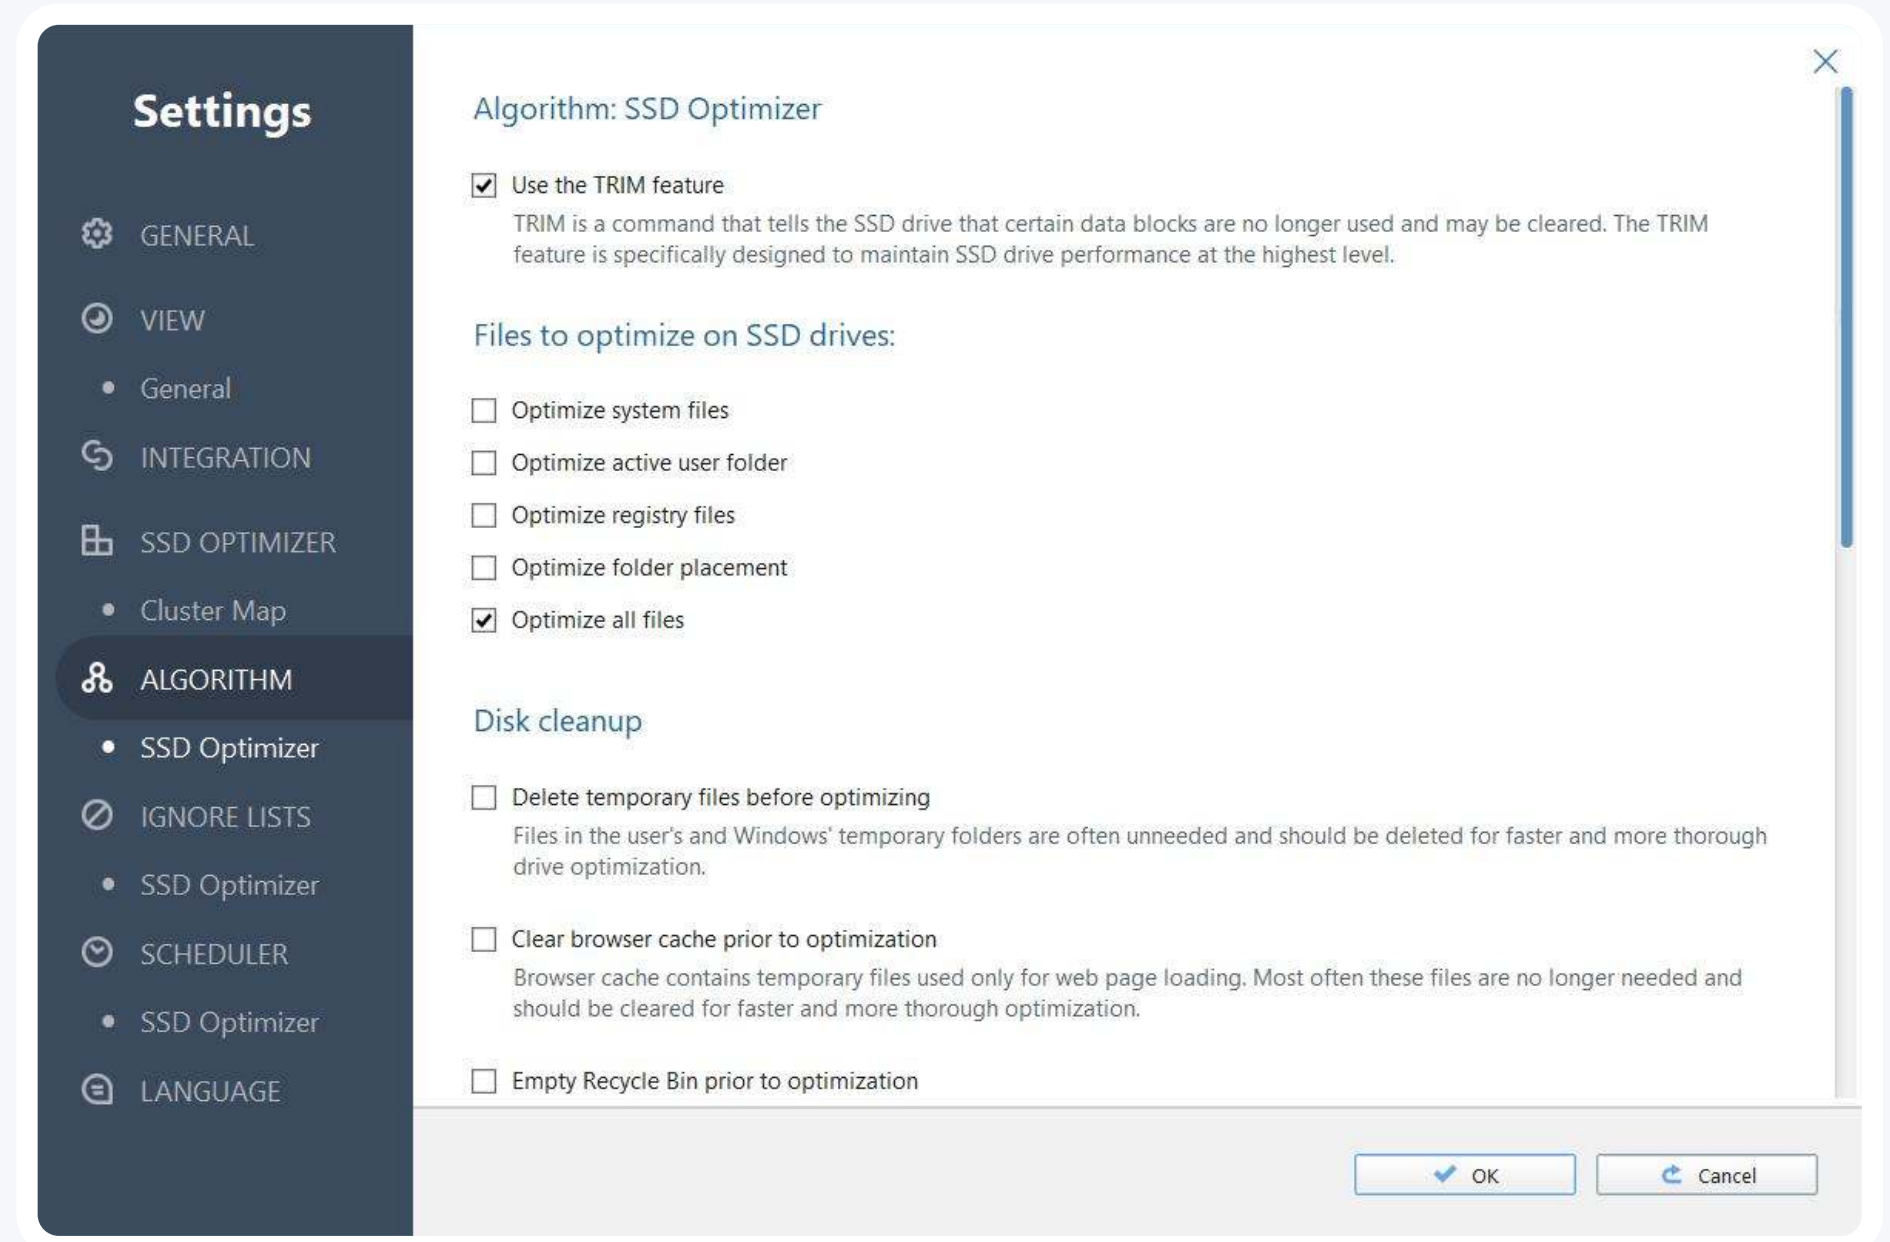 Settings
GENERAL
VIEW
General
INTEGRATION
SSD OPTIMIZER
Cluster Map
ALGORITHM
SSD Optimizer
IGNORE LISTS
SSD Optimizer
SCHEDULER
SSD Optimizer
LANGUAGE
Algorithm: SSD Optimizer
Use the TRIM feature
TRIM is a command that tells the SSD drive that certain data blocks are no longer used and may be cleared. The TRIM
feature is specifically designed to maintain SSD drive performance at the highest level.
Files to optimize on SSD drives:
Optimize system files
Optimize active user folder
Optimize registry files
Optimize folder placement
Optimize all files
Disk cleanup
Delete temporary files before optimizing
Files in the user's and Windows' temporary folders are often unneeded and should be deleted for faster and more thorough
drive optimization.
Clear browser cache prior to optimization
Browser cache contains temporary files used only for web page loading. Most often these files are no longer needed and
should be cleared for faster and more thorough optimization.
Empty Recycle Bin prior to optimization
OK
Cancel